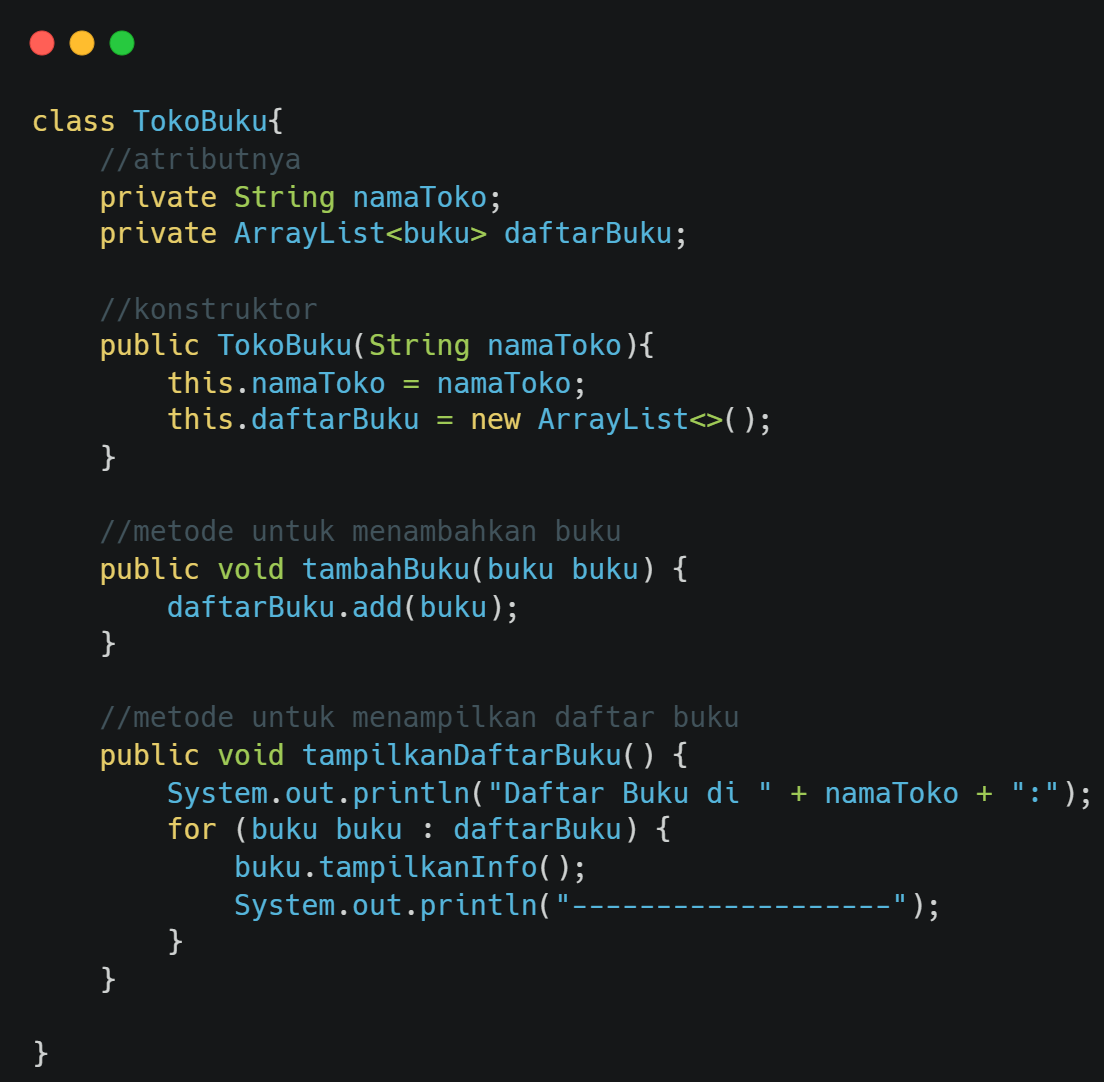 class TokoBuku{
    //atributnya
    private String namaToko;
    private ArrayList<buku> daftarBuku;

    //konstruktor
    public TokoBuku(String namaToko){
        this.namaToko = namaToko;
        this.daftarBuku = new ArrayList<>();
    }

    //metode untuk menambahkan buku
    public void tambahBuku(buku buku) {
        daftarBuku.add(buku);
    }

    //metode untuk menampilkan daftar buku
    public void tampilkanDaftarBuku() {
        System.out.println("Daftar Buku di " + namaToko + ":");
        for (buku buku : daftarBuku) {
            buku.tampilkanInfo();
            System.out.println("-------------------");
        }
    }

}